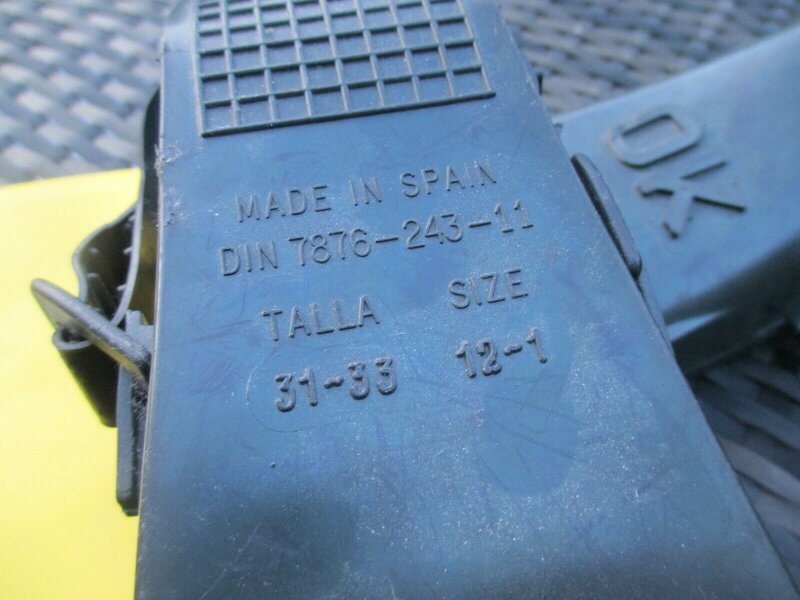 MADE IN SPAIN
DIN 7876-243-11
TALLA SIZE
31-33 12-1
OK